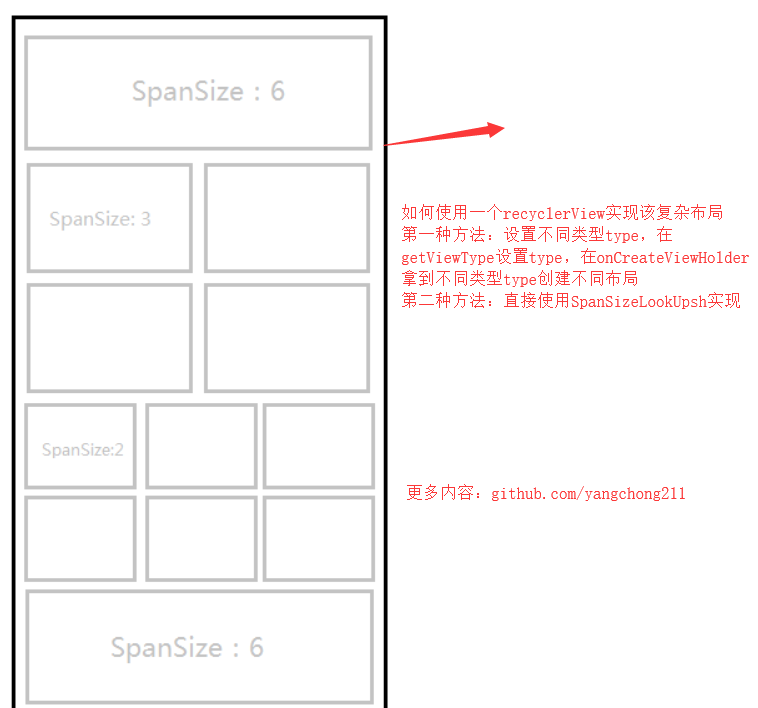 SpanSize：6
SpanSize: 3
如何使用一个recyclerView实现该复杂布局
第一种方法：设置不同类型type，在
getViewType设置type，在onCreateViewHolder
拿到不同类型type创建不同布局
第二种方法：直接使用SpanSizeLookUpsh实现
SpanSize:2
更多内容：github.com/yangchong211
SpanSize：6